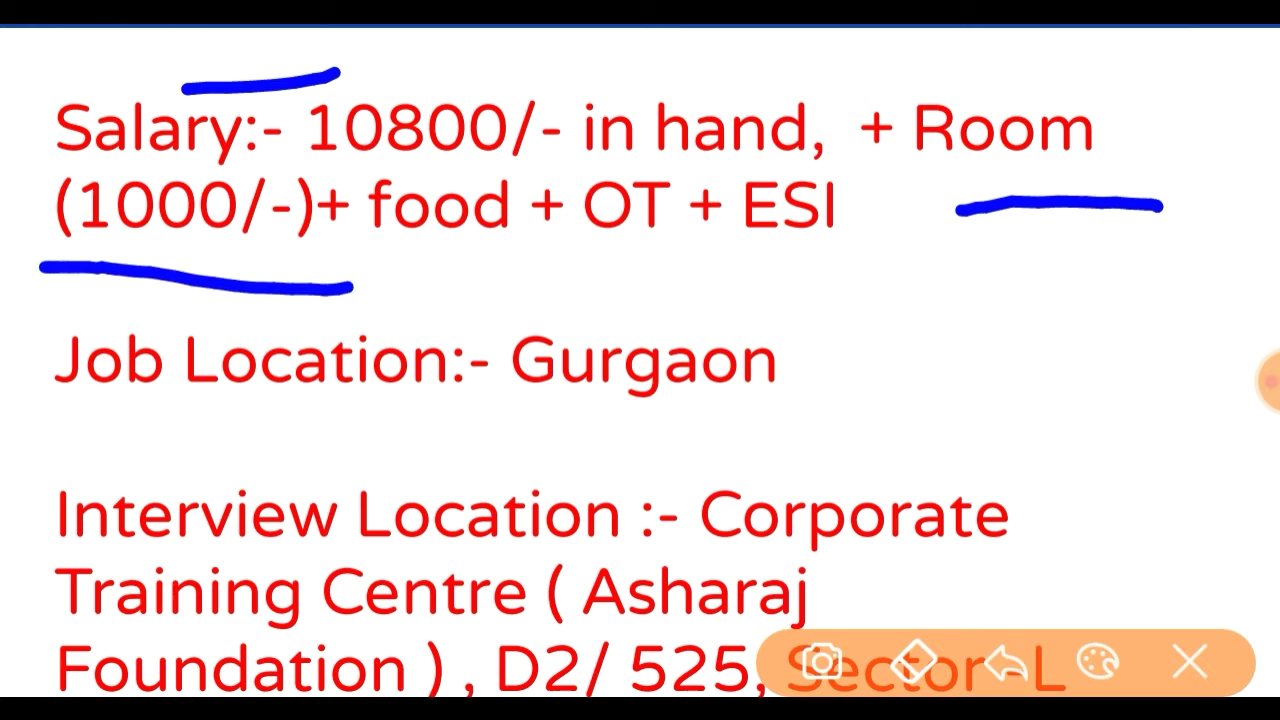 Salary:- 10800/- in hand,  + Room
(1000/-)+ food + OT + ESI
Job Location:- Gurgaon
Interview Location :- Corporate
Training Centre ( Asharaj
Foundation ) , D2/ 525, Sector-L